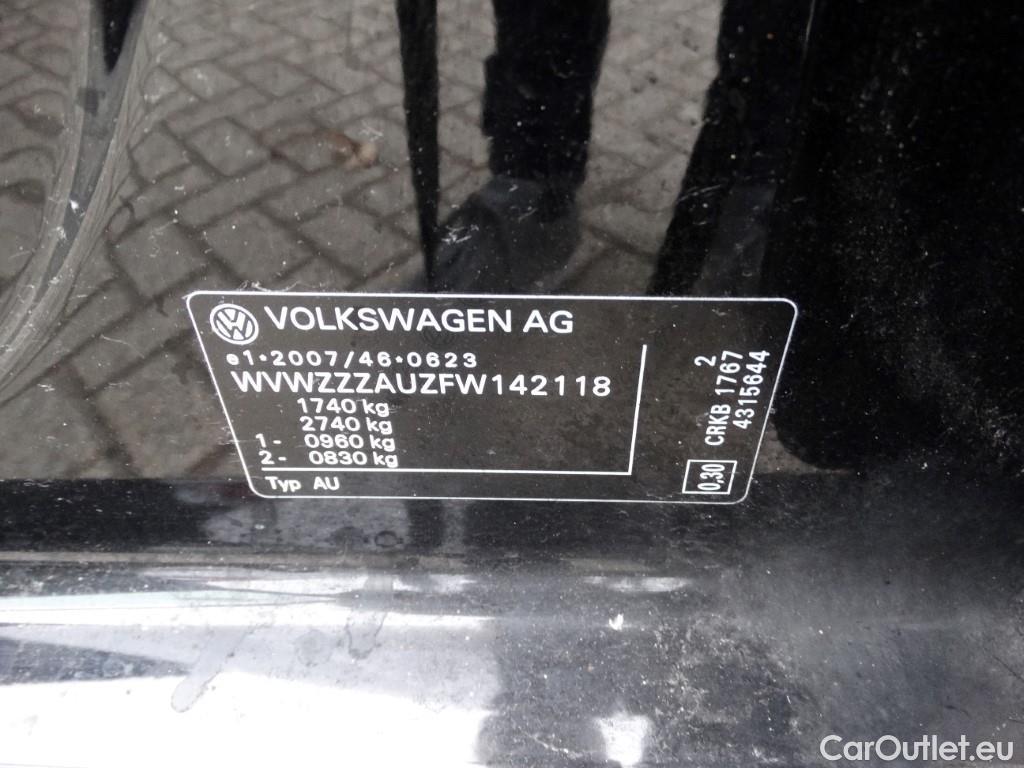 VOLKSWAGEN AG
e1*2007/46*0623
WVWZZZAUZFW142118
1740 kg
2740 kg
1- 0960 kg
2- 0830 kg
Typ AU
2
CRKB 1767
4315644
0,30
CarOutlet.eu